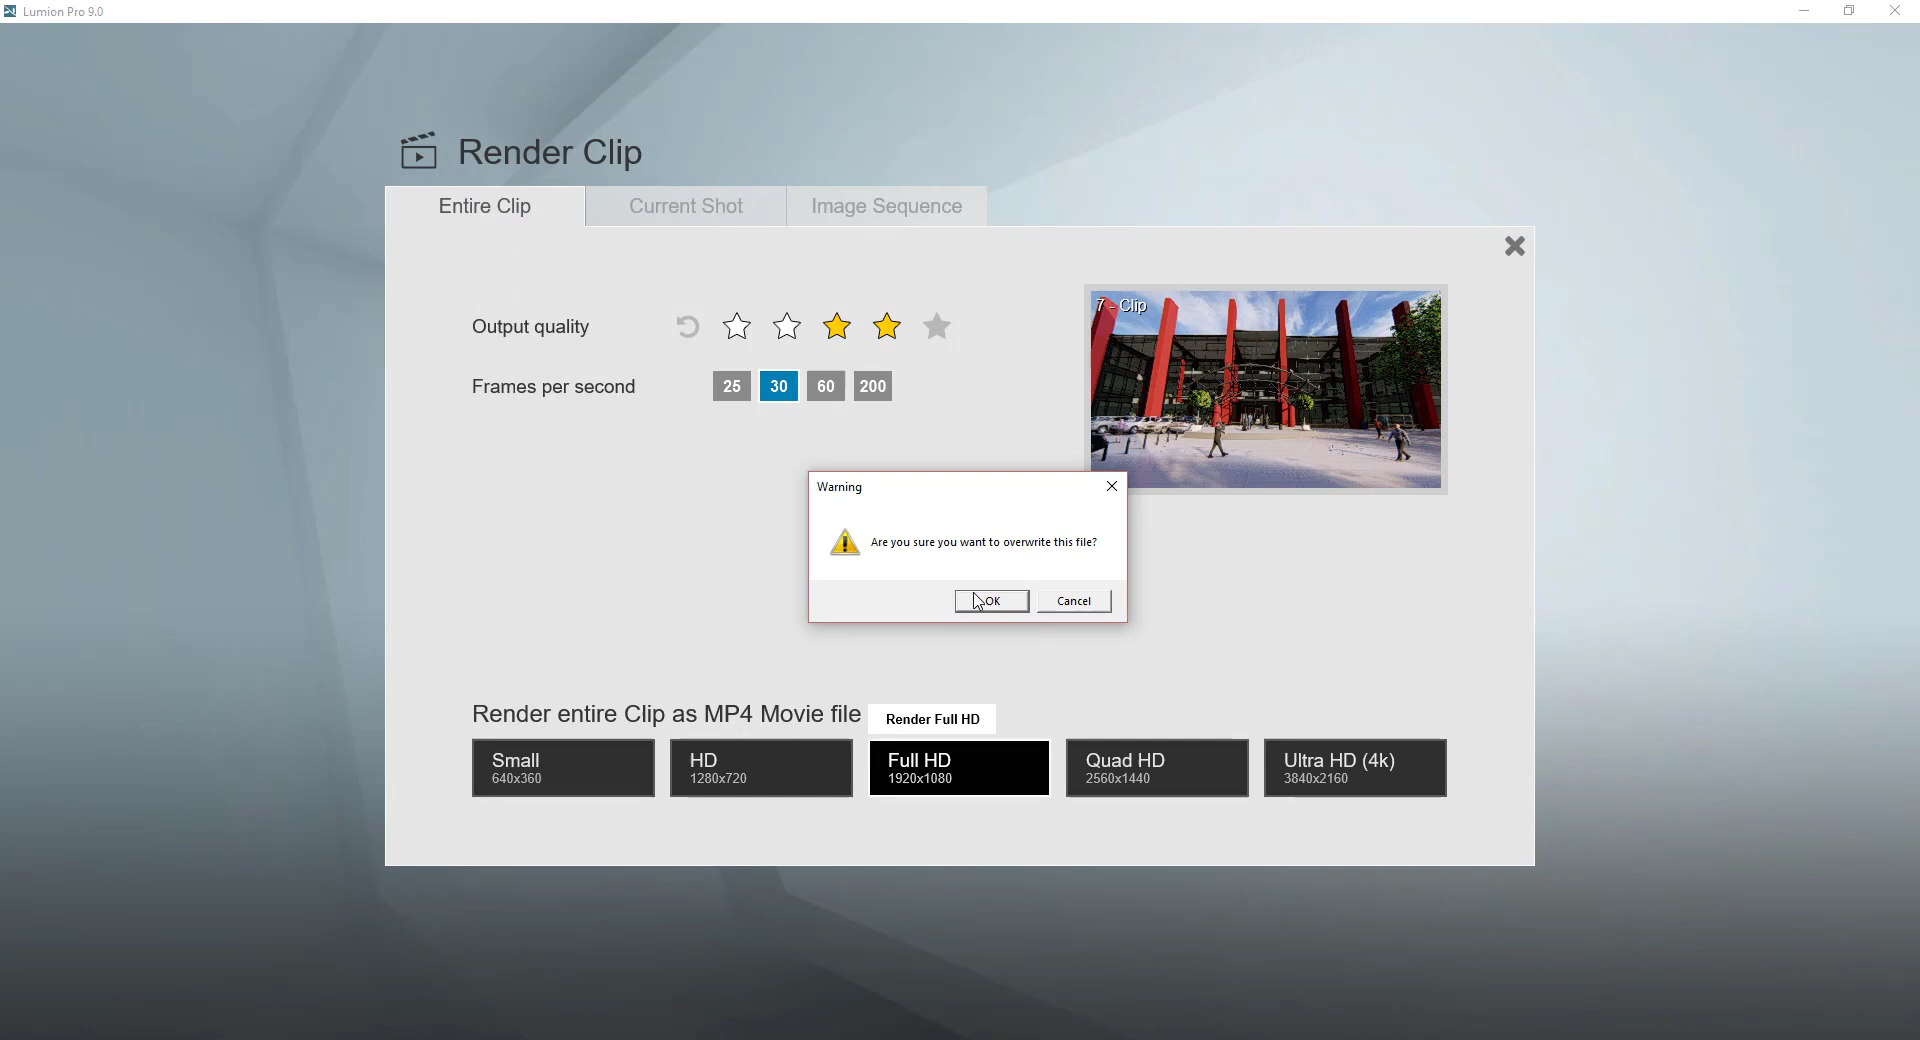 Lumion Pro 9.0
Render Clip
Entire Clip
Current Shot
Image Sequence
Output quality
7 - Clip
Frames per second
25
30
60
200
Warning
Are you sure you want to overwrite this file?
OK
Cancel
Render entire Clip as MP4 Movie file
Render Full HD
Small
640x360
HD
1280x720
Full HD
1920x1080
Quad HD
2560x1440
Ultra HD (4k)
3840x2160